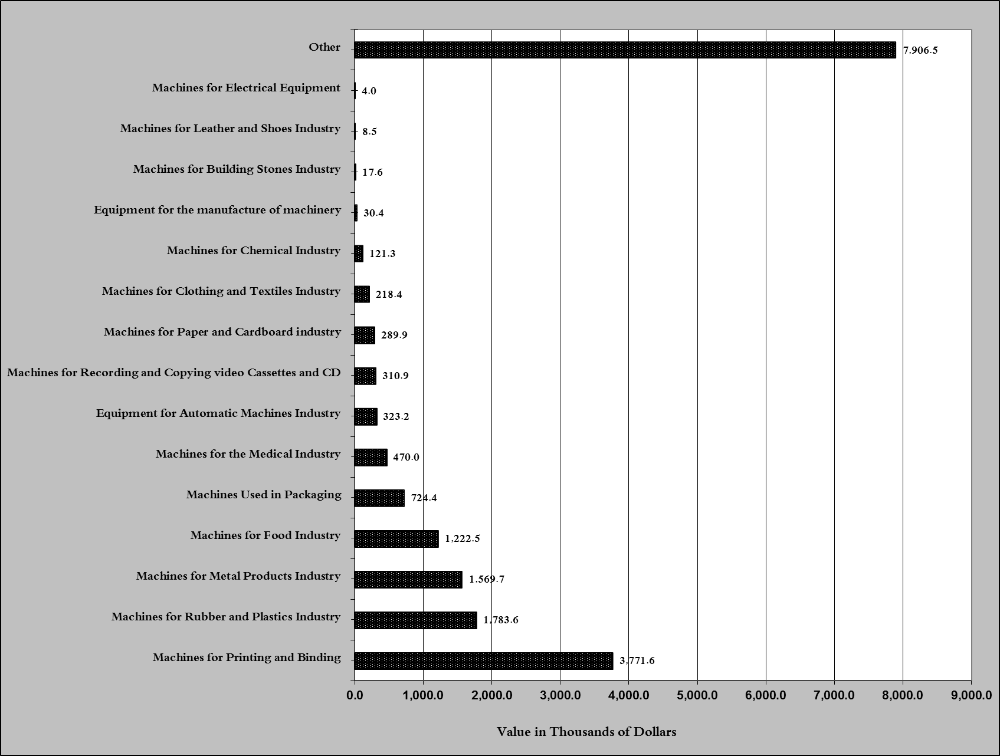 Other 7,906.5
Machines for Electrical Equipment 4.0
Machines for Leather and Shoes Industry 8.5
Machines for Building Stones Industry 17.6
Equipment for the manufacture of machinery 30.4
Machines for Chemical Industry 121.3
Machines for Clothing and Textiles Industry 218.4
Machines for Paper and Cardboard industry 289.9
Machines for Recording and Copying video Cassettes and CD 310.9
Equipment for Automatic Machines Industry 323.2
Machines for the Medical Industry 470.0
Machines Used in Packaging 724.4
Machines for Food Industry 1,222.5
Machines for Metal Products Industry 1,569.7
Machines for Rubber and Plastics Industry 1,783.6
Machines for Printing and Binding 3,771.6
0.0 1,000.0 2,000.0 3,000.0 4,000.0 5,000.0 6,000.0 7,000.0 8,000.0 9,000.0
Value in Thousands of Dollars